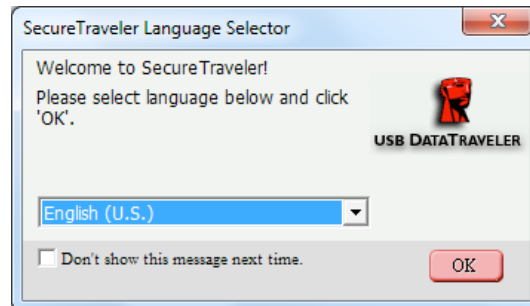 SecureTraveler Language Selector
Welcome to SecureTraveler!
Please select language below and click
'OK'.
USB DATATRAVELER
English (U.S.)
Don't show this message next time.
OK